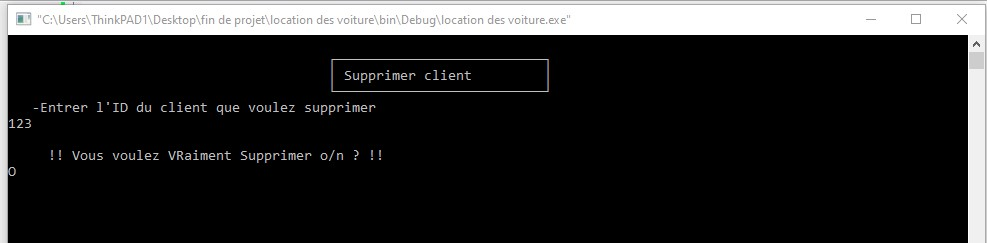 "C:\Users\ThinkPAD1\Desktop\fin de projet\location des voiture\bin\Debug\location des voiture.exe"
Supprimer client
-Entrer l'ID du client que voulez supprimer
123
!! Vous voulez VRaiment Supprimer o/n ? !!
O